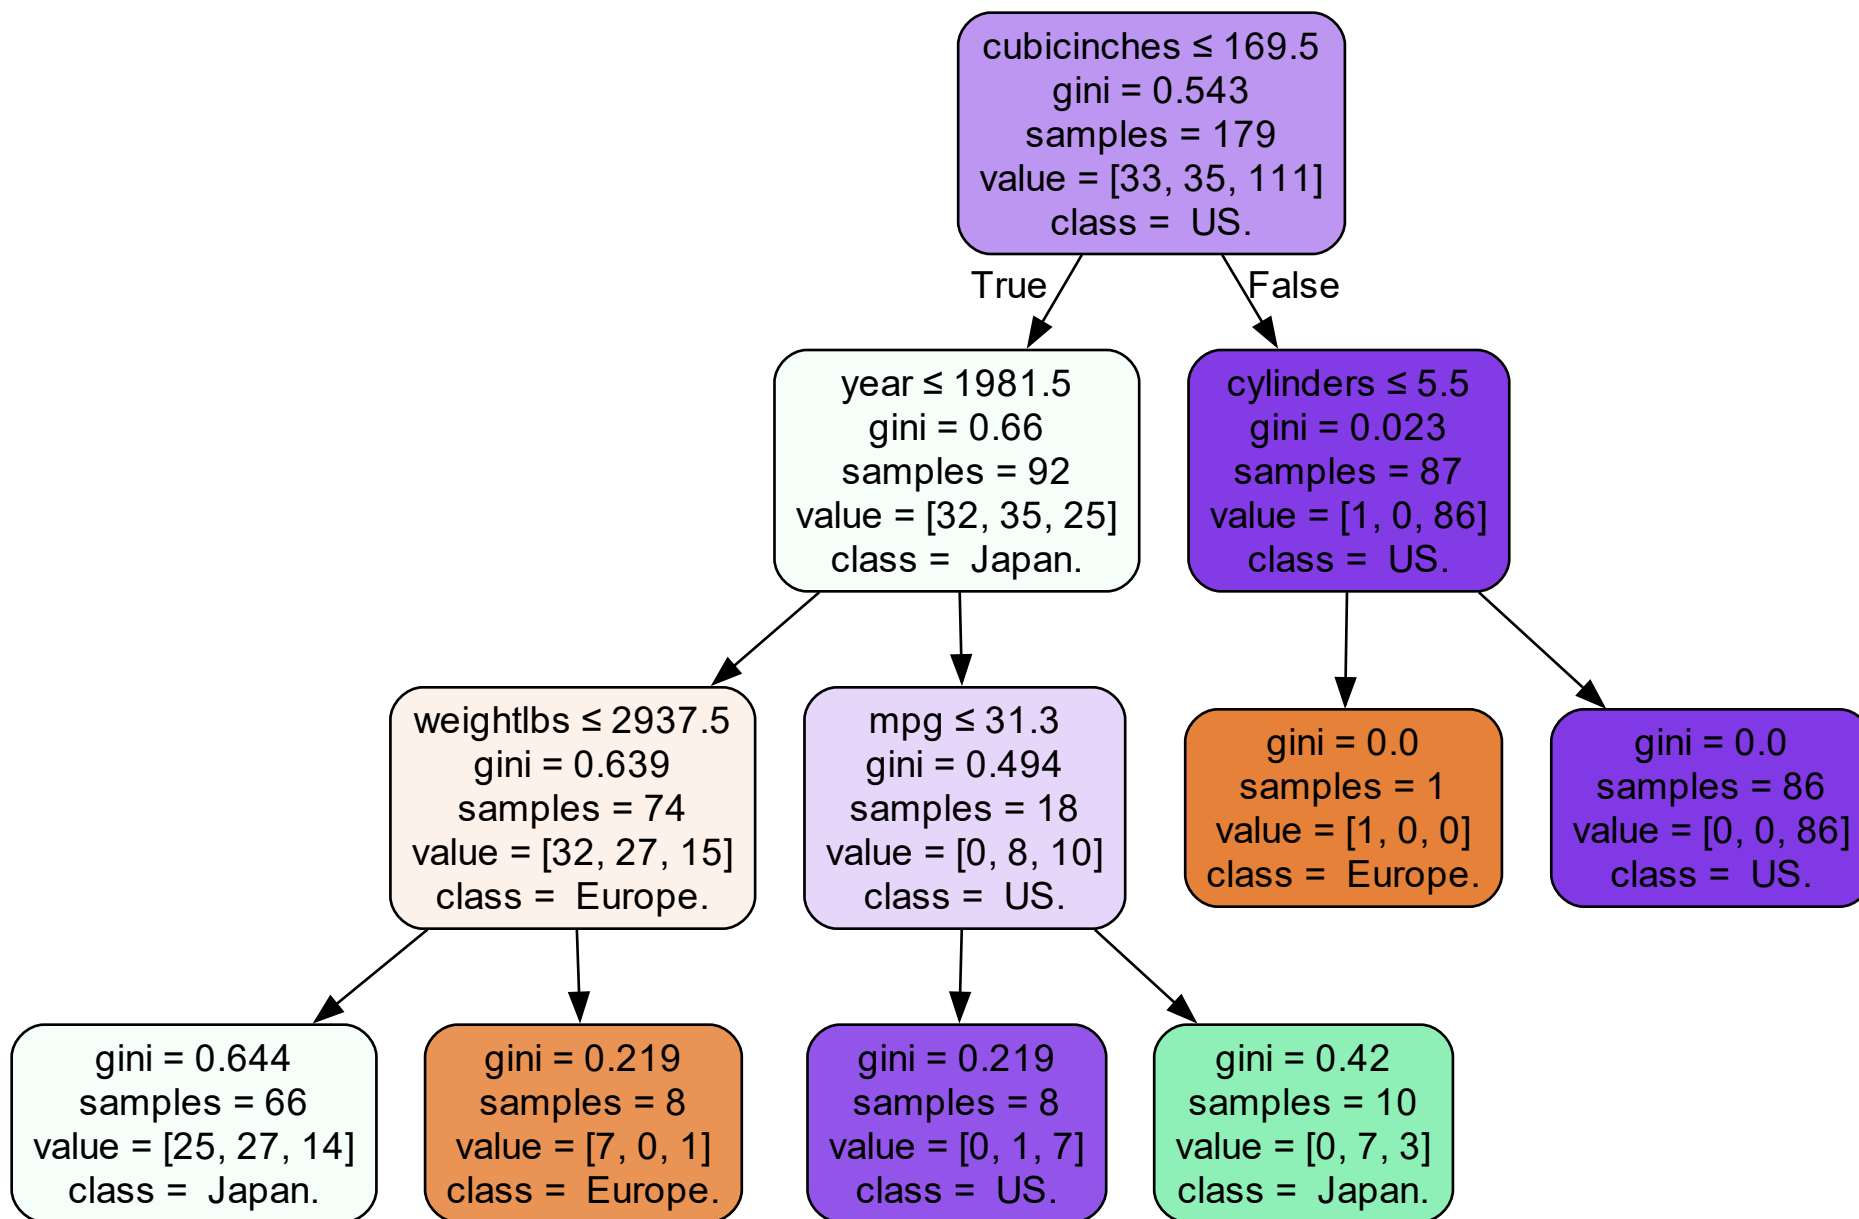 cubicinches ≤ 169.5
gini = 0.543
samples = 179
value = [33, 35, 111]
class =  US.
True
False
year ≤ 1981.5
gini = 0.66
samples = 92
value = [32, 35, 25]
class =  Japan.
cylinders ≤ 5.5
gini = 0.023
samples = 87
value = [1, 0, 86]
class =  US.
weightlbs ≤ 2937.5
gini = 0.639
samples = 74
value = [32, 27, 15]
class =  Europe.
mpg ≤ 31.3
gini = 0.494
samples = 18
value = [0, 8, 10]
class =  US.
gini = 0.0
samples = 1
value = [1, 0, 0]
class =  Europe.
gini = 0.0
samples = 86
value = [0, 0, 86]
class =  US.
gini = 0.644
samples = 66
value = [25, 27, 14]
class =  Japan.
gini = 0.219
samples = 8
value = [7, 0, 1]
class =  Europe.
gini = 0.219
samples = 8
value = [0, 1, 7]
class =  US.
gini = 0.42
samples = 10
value = [0, 7, 3]
class =  Japan.